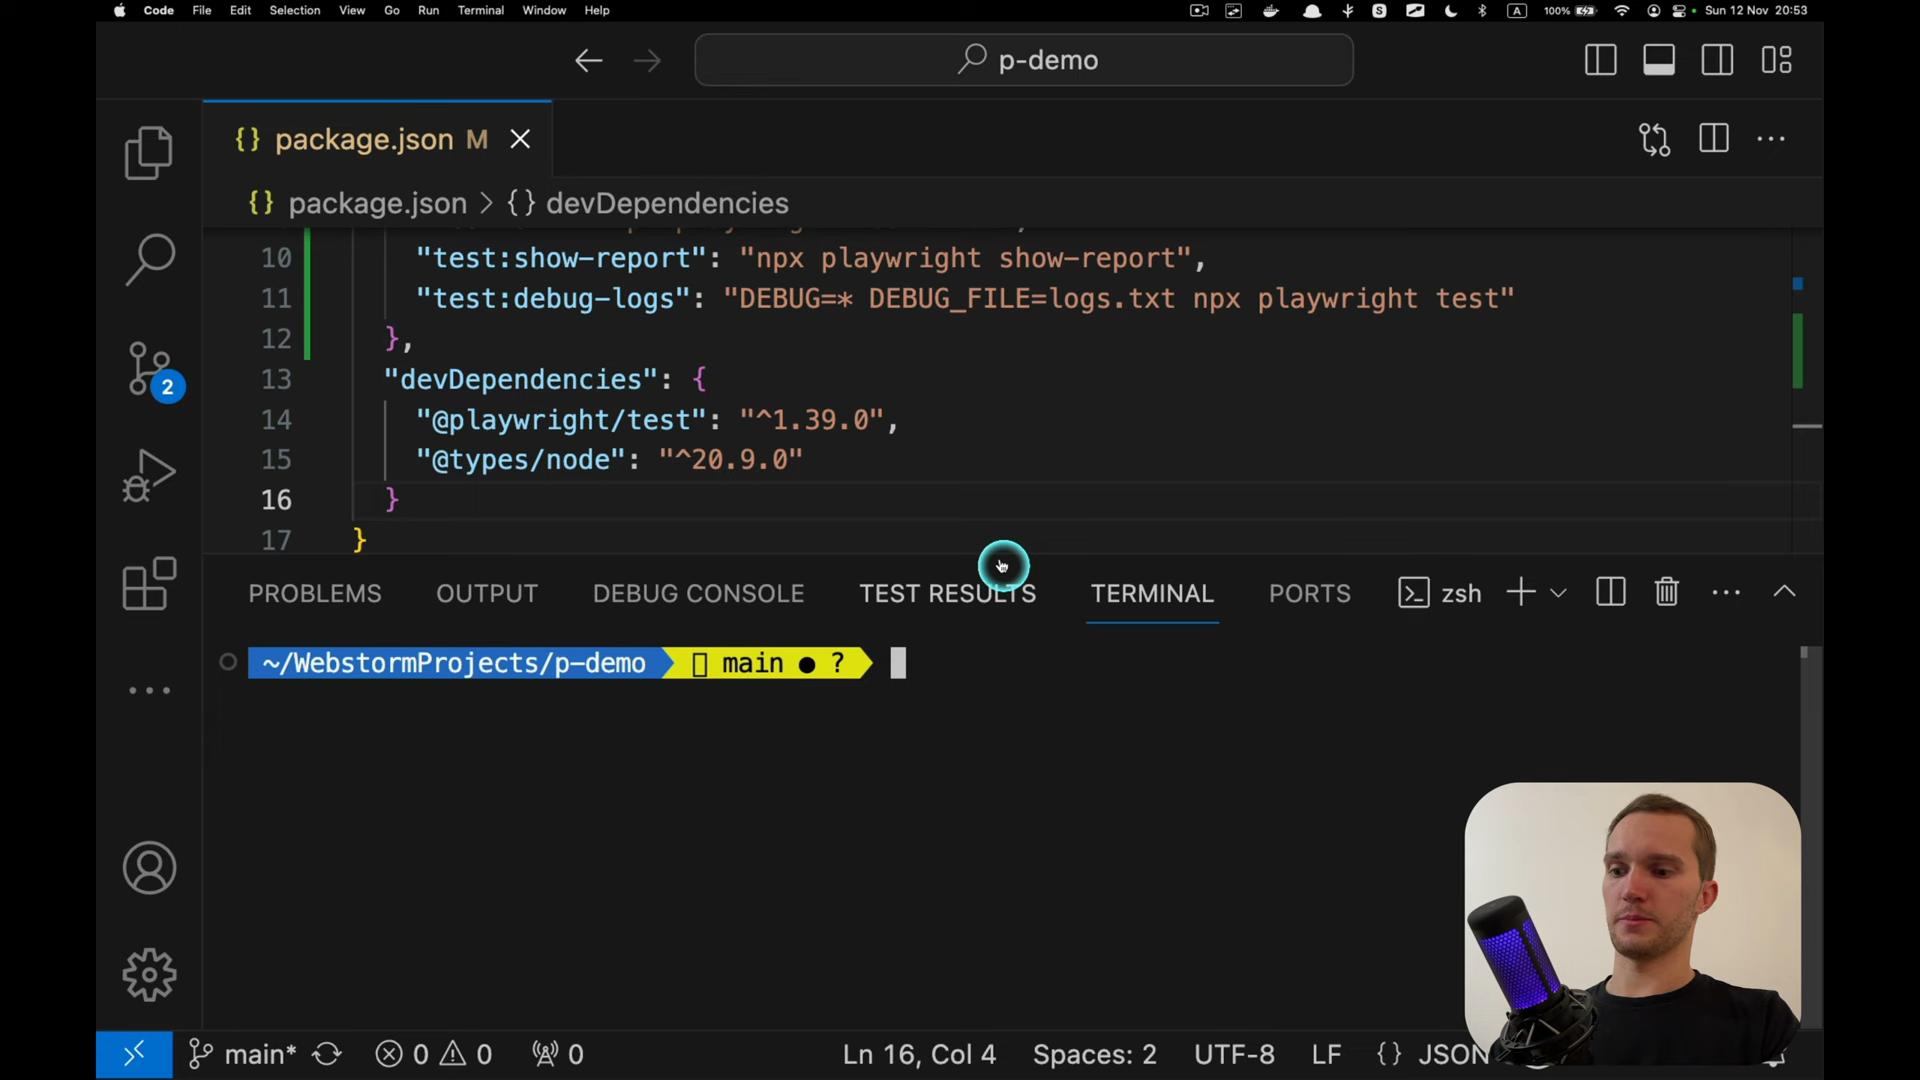 Code File Edit Selection View Go Run Terminal Window Help 100% Sun 12 Nov 20:53
p-demo
package.json M
package.json > {} devDependencies
10 "test:show-report": "npx playwright show-report",
11 "test:debug-logs": "DEBUG=* DEBUG_FILE=logs.txt npx playwright test"
12 },
13 "devDependencies": {
14 "@playwright/test": "^1.39.0",
15 "@types/node": "^20.9.0"
16 }
17 }
2
PROBLEMS OUTPUT DEBUG CONSOLE TEST RESULTS TERMINAL PORTS zsh
~/WebstormProjects/p-demo main ● ?
main* 0 0 0 Ln 16, Col 4 Spaces: 2 UTF-8 LF {} JSON